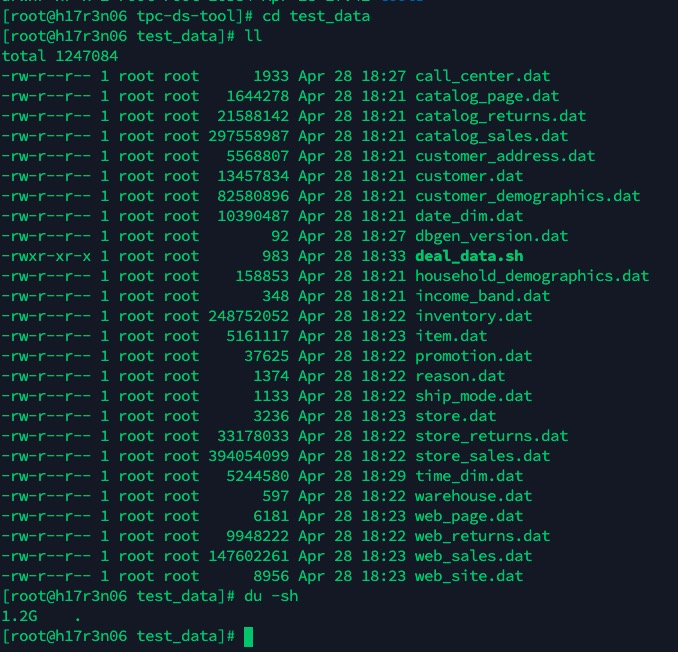 [root@h17r3n06 tpc-ds-tool]# cd test_data
[root@h17r3n06 test_data]# ll
total 1247084
-rw-r--r-- 1 root root      1933 Apr 28 18:27 call_center.dat
-rw-r--r-- 1 root root   1644278 Apr 28 18:21 catalog_page.dat
-rw-r--r-- 1 root root  21588142 Apr 28 18:21 catalog_returns.dat
-rw-r--r-- 1 root root 297558987 Apr 28 18:21 catalog_sales.dat
-rw-r--r-- 1 root root   5568807 Apr 28 18:21 customer_address.dat
-rw-r--r-- 1 root root  13457834 Apr 28 18:21 customer.dat
-rw-r--r-- 1 root root  82580896 Apr 28 18:21 customer_demographics.dat
-rw-r--r-- 1 root root  10390487 Apr 28 18:21 date_dim.dat
-rw-r--r-- 1 root root        92 Apr 28 18:27 dbgen_version.dat
-rwxr-xr-x 1 root root       983 Apr 28 18:33 deal_data.sh
-rw-r--r-- 1 root root    158853 Apr 28 18:21 household_demographics.dat
-rw-r--r-- 1 root root       348 Apr 28 18:21 income_band.dat
-rw-r--r-- 1 root root 248752052 Apr 28 18:22 inventory.dat
-rw-r--r-- 1 root root   5161117 Apr 28 18:23 item.dat
-rw-r--r-- 1 root root     37625 Apr 28 18:22 promotion.dat
-rw-r--r-- 1 root root      1374 Apr 28 18:22 reason.dat
-rw-r--r-- 1 root root      1133 Apr 28 18:22 ship_mode.dat
-rw-r--r-- 1 root root      3236 Apr 28 18:23 store.dat
-rw-r--r-- 1 root root  33178033 Apr 28 18:22 store_returns.dat
-rw-r--r-- 1 root root 394054099 Apr 28 18:22 store_sales.dat
-rw-r--r-- 1 root root   5244580 Apr 28 18:29 time_dim.dat
-rw-r--r-- 1 root root       597 Apr 28 18:22 warehouse.dat
-rw-r--r-- 1 root root      6181 Apr 28 18:23 web_page.dat
-rw-r--r-- 1 root root   9948222 Apr 28 18:22 web_returns.dat
-rw-r--r-- 1 root root 147602261 Apr 28 18:23 web_sales.dat
-rw-r--r-- 1 root root      8956 Apr 28 18:23 web_site.dat
[root@h17r3n06 test_data]# du -sh
1.2G    .
[root@h17r3n06 test_data]#